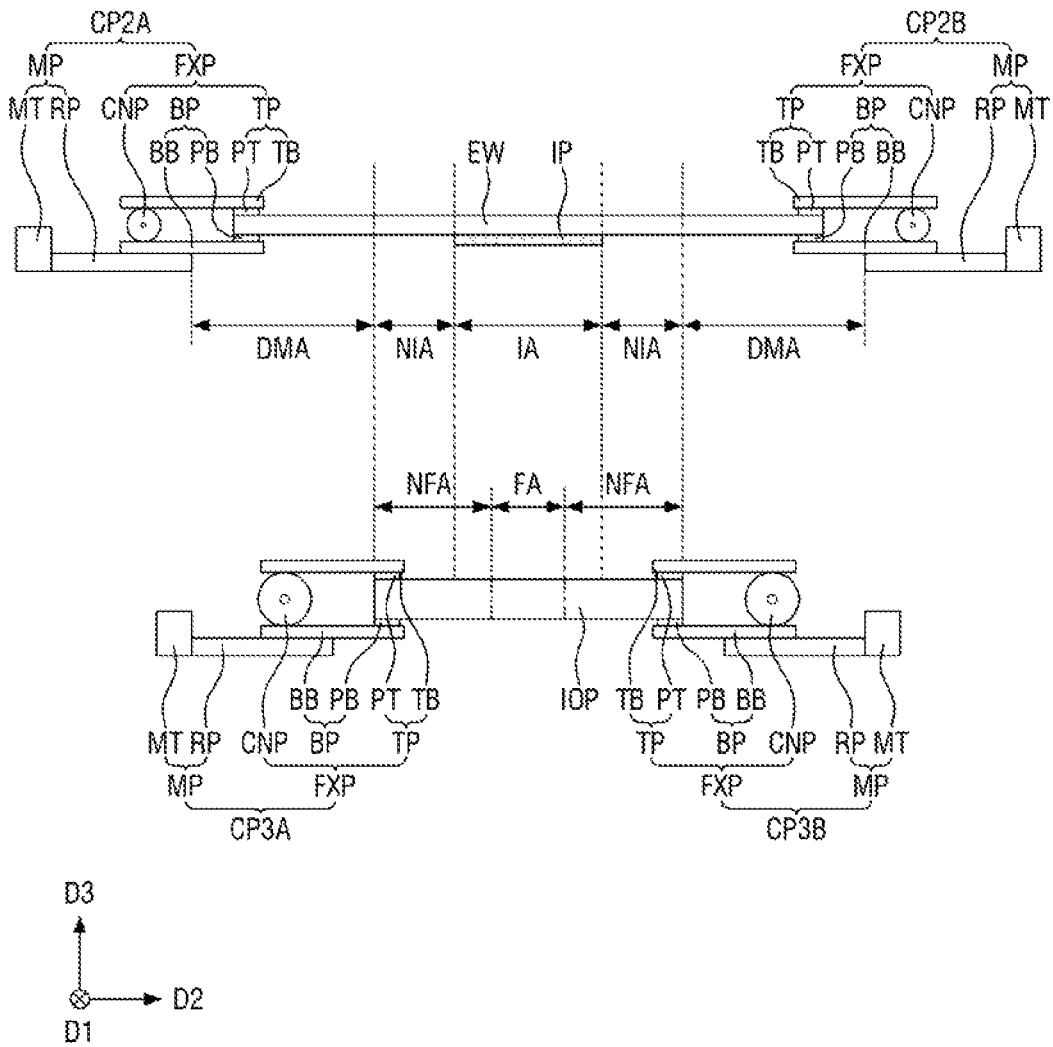 CP2A CP2B
MP FXP FXP MP
MT RP CNP BP TP TP BP CNP RP MT
BB PB PT TB EW IP TB PT PB BB
DMA NIA IA NIA DMA
NFA FA NFA
BB PB PT TB IOP TB PT PB BB
MT RP CNP BP TP TP BP CNP RP MT
MP FXP FXP MP
CP3A CP3B
D3
D2
D1